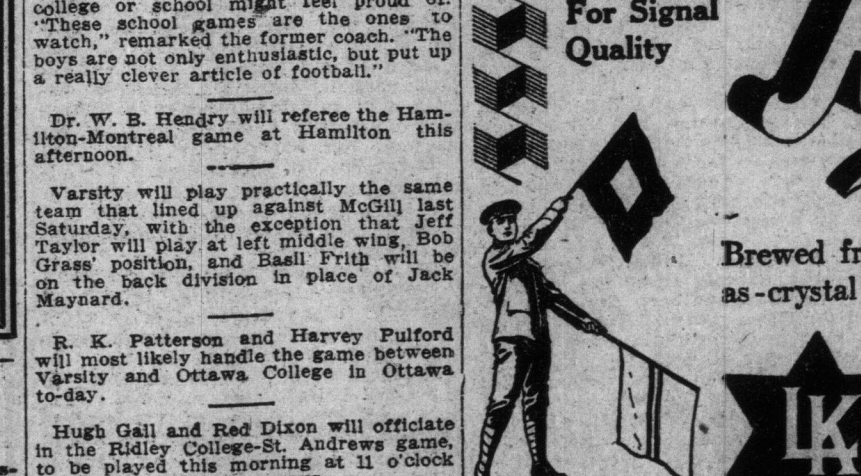 college or school might feel proud of.
"These school games are the ones to
watch," remarked the former coach. "The
boys are not only enthusiastic, but put up
a really clever article of football."
Dr. W. B. Hendry will referee the Ham-
ilton-Montreal game at Hamilton this
afternoon.
Varsity will play practically the same
team that lined up against McGill last
Saturday, with the exception that Jeff
Taylor will play at left middle wing, Bob
Grass' position, and Basil Frith will be
on the back division in place of Jack
Maynard.
R. K. Patterson and Harvey Pulford
will most likely handle the game between
Varsity and Ottawa College in Ottawa
to-day.
Hugh Gall and Red Dixon will officiate
in the Ridley College-St. Andrews game,
to be played this morning at 11 o'clock
For Signal
Quality
Brewed fr
as-crystal
LK